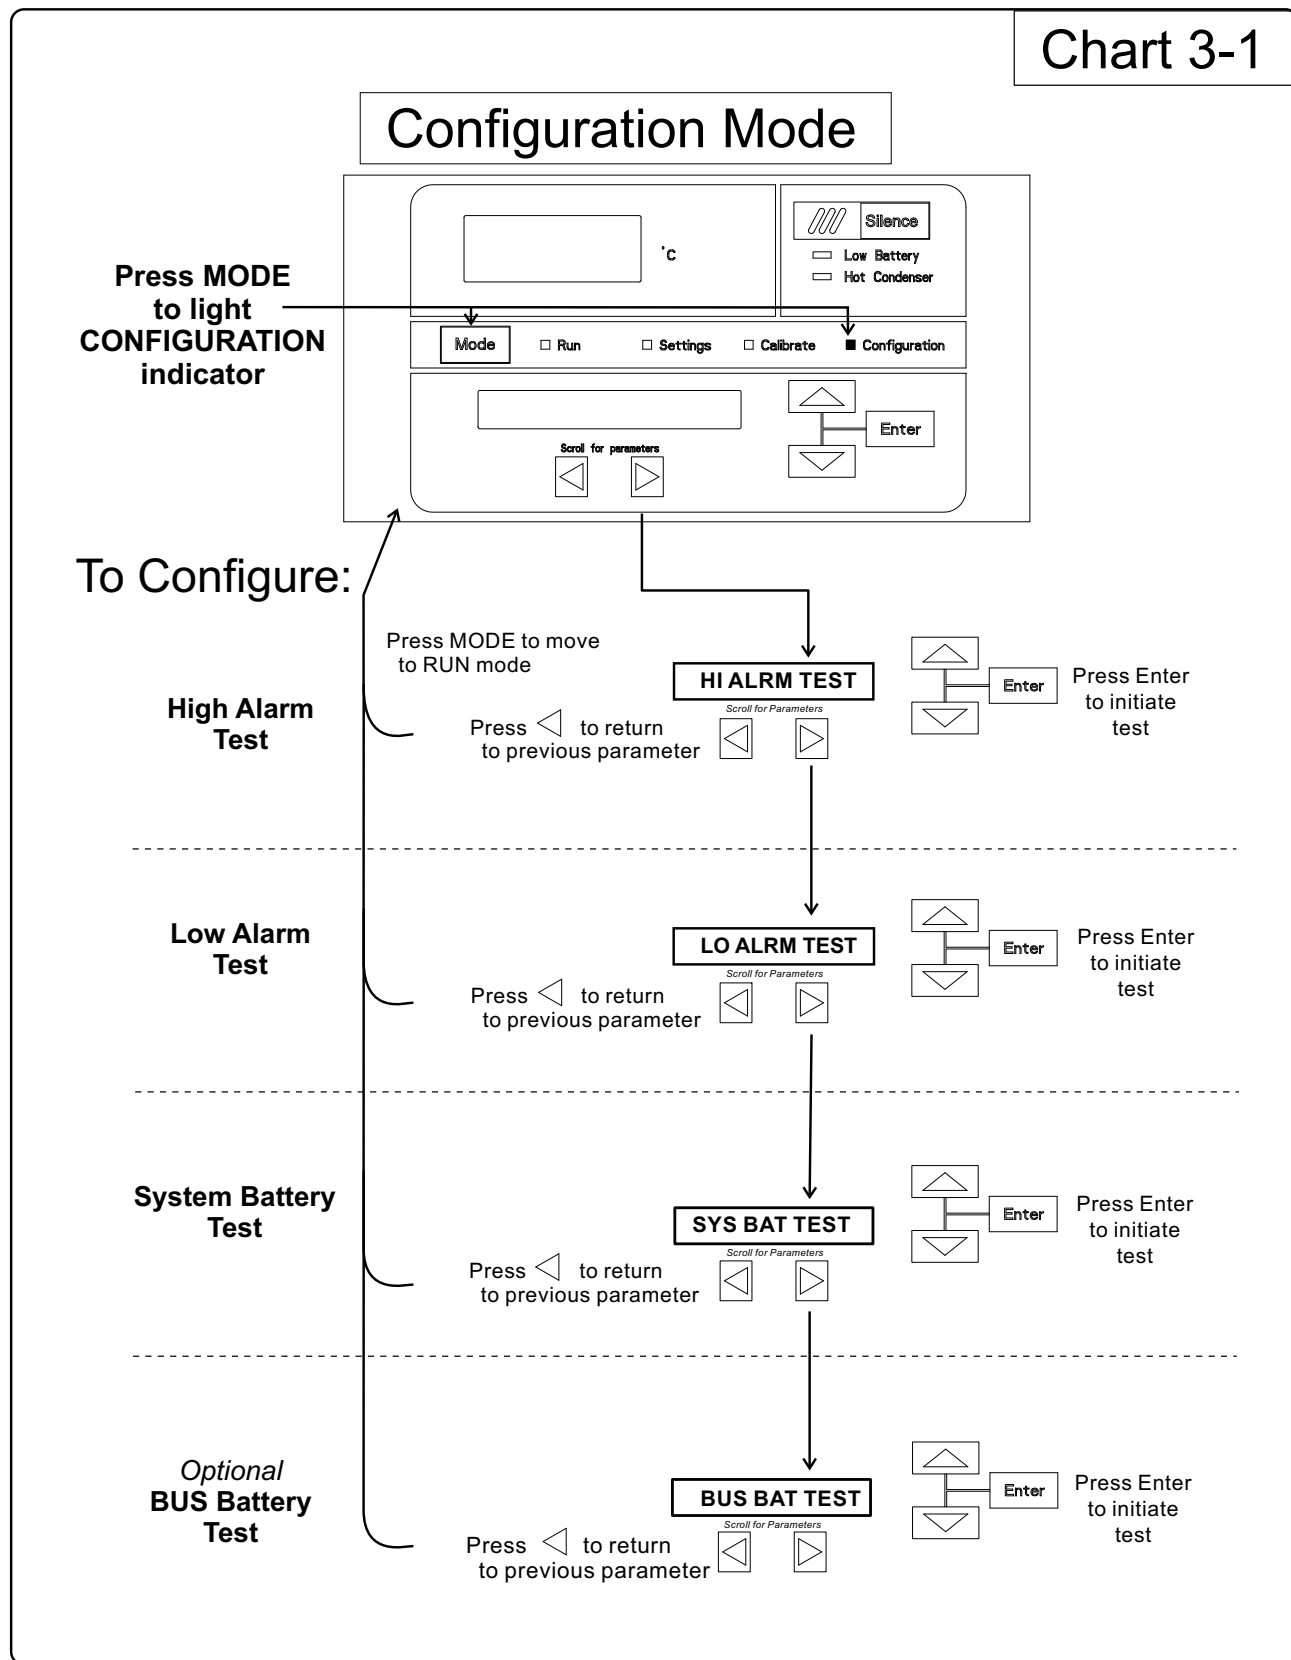 Chart 3-1
Configuration Mode
Silence
°C
Low Battery
Hot Condenser
Press MODE
to light
CONFIGURATION
indicator
Mode
Run
Settings
Calibrate
Configuration
Enter
Scroll for parameters
To Configure:
Press MODE to move
to RUN mode
High Alarm
Test
HI ALRM TEST
Scroll for Parameters
Press to return
to previous parameter
Enter
Press Enter
to initiate
test
Low Alarm
Test
LO ALRM TEST
Scroll for Parameters
Press to return
to previous parameter
Enter
Press Enter
to initiate
test
System Battery
Test
SYS BAT TEST
Scroll for Parameters
Press to return
to previous parameter
Enter
Press Enter
to initiate
test
Optional
BUS Battery
Test
BUS BAT TEST
Scroll for Parameters
Press to return
to previous parameter
Enter
Press Enter
to initiate
test